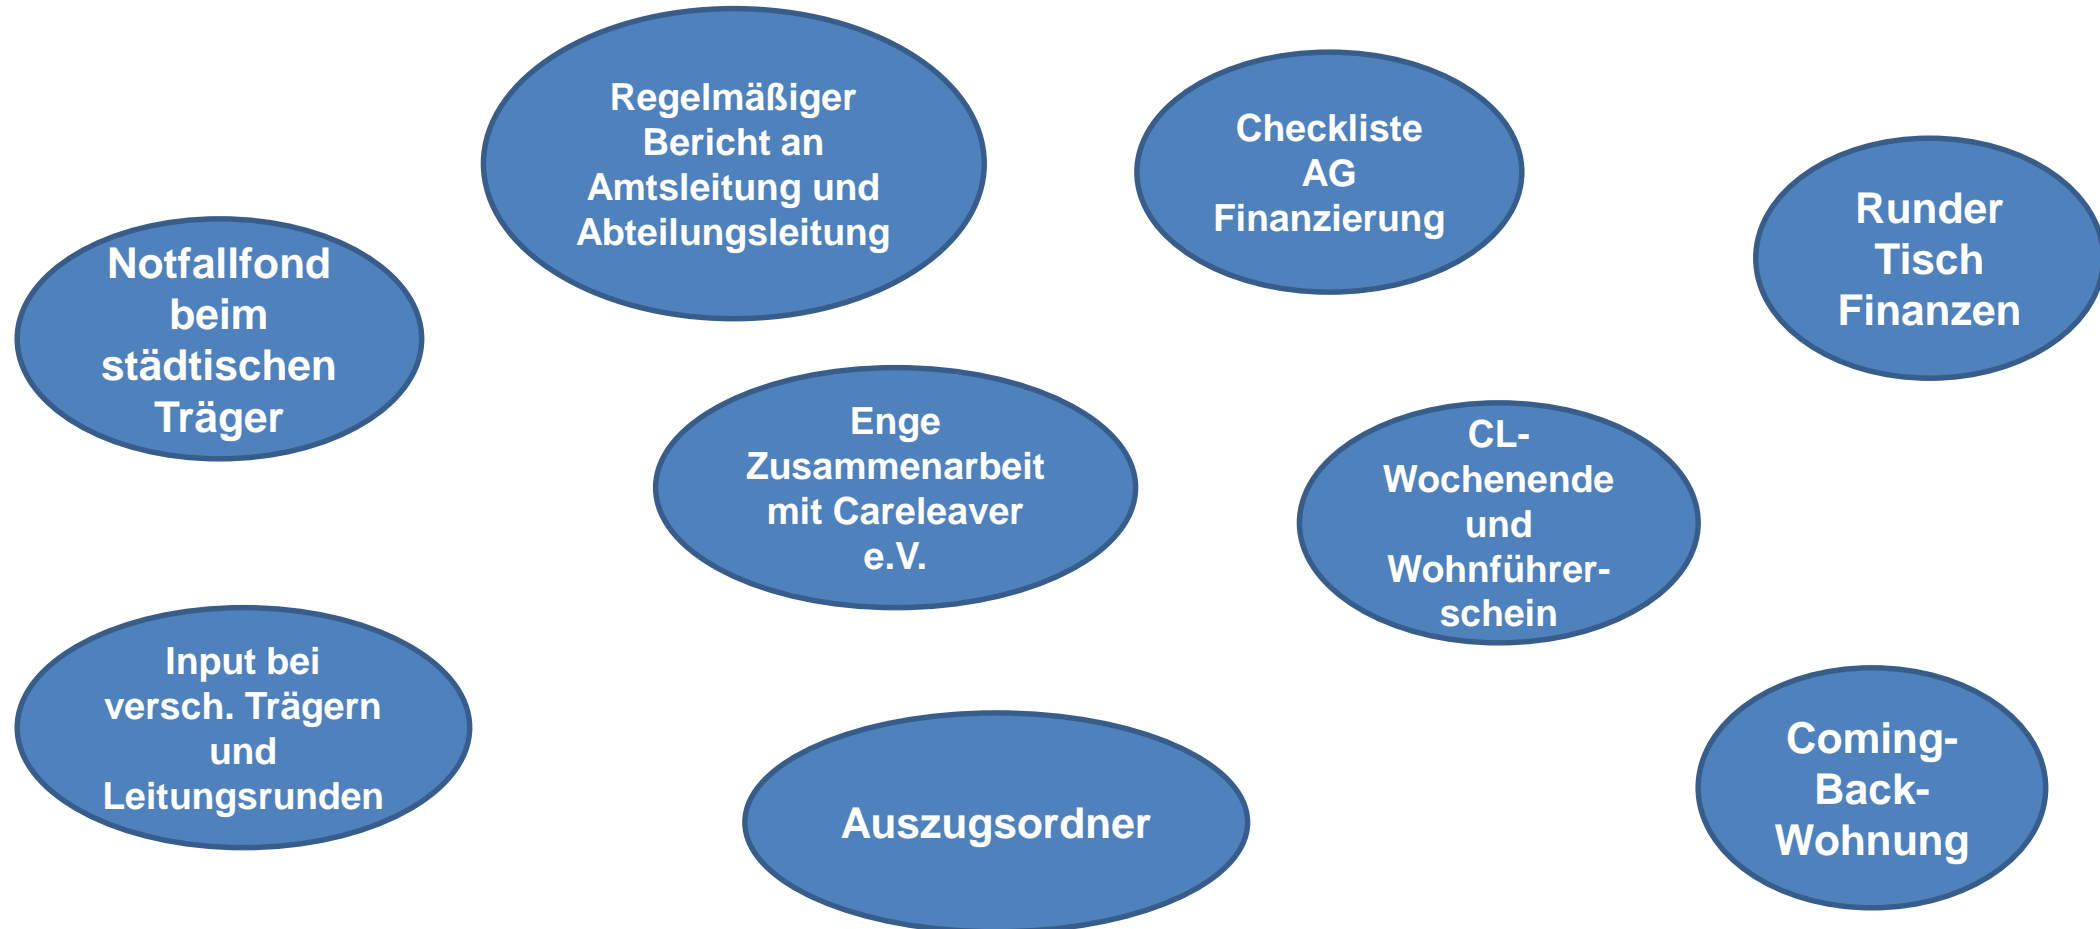 Regelmäßiger
Bericht an
Amtsleitung und
Abteilungsleitung
Checkliste
AG
Finanzierung
Runder
Tisch
Finanzen
Notfallfond
beim
städtischen
Träger
Enge
Zusammenarbeit
mit Careleaver
e.V.
CL-
Wochenende
und
Wohnführer-
schein
Input bei
versch. Trägern
und
Leitungsrunden
Auszugsordner
Coming-
Back-
Wohnung